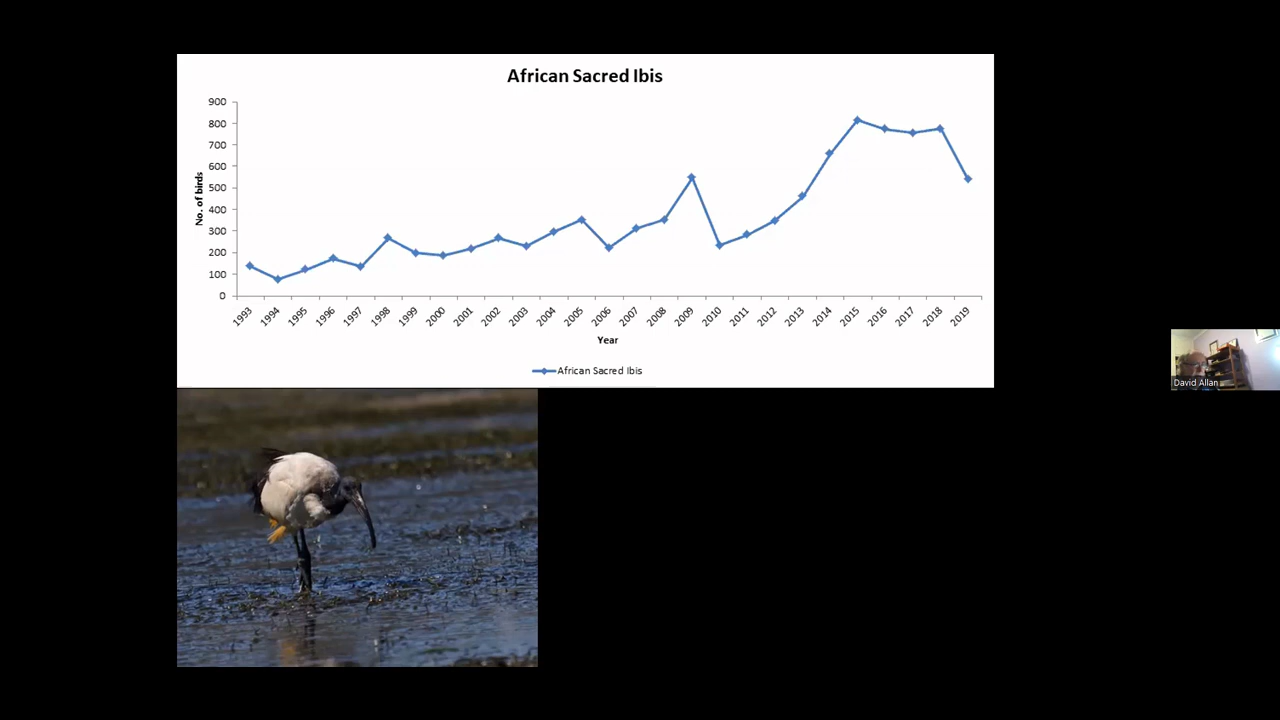 African Sacred Ibis
900
800
700
600
500
400
300
200
100
0
No. of birds
1993 1994 1995 1996 1997 1998 1999 2000 2001 2002 2003 2004 2005 2006 2007 2008 2009 2010 2011 2012 2013 2014 2015 2016 2017 2018 2019
Year
African Sacred Ibis
David Allan